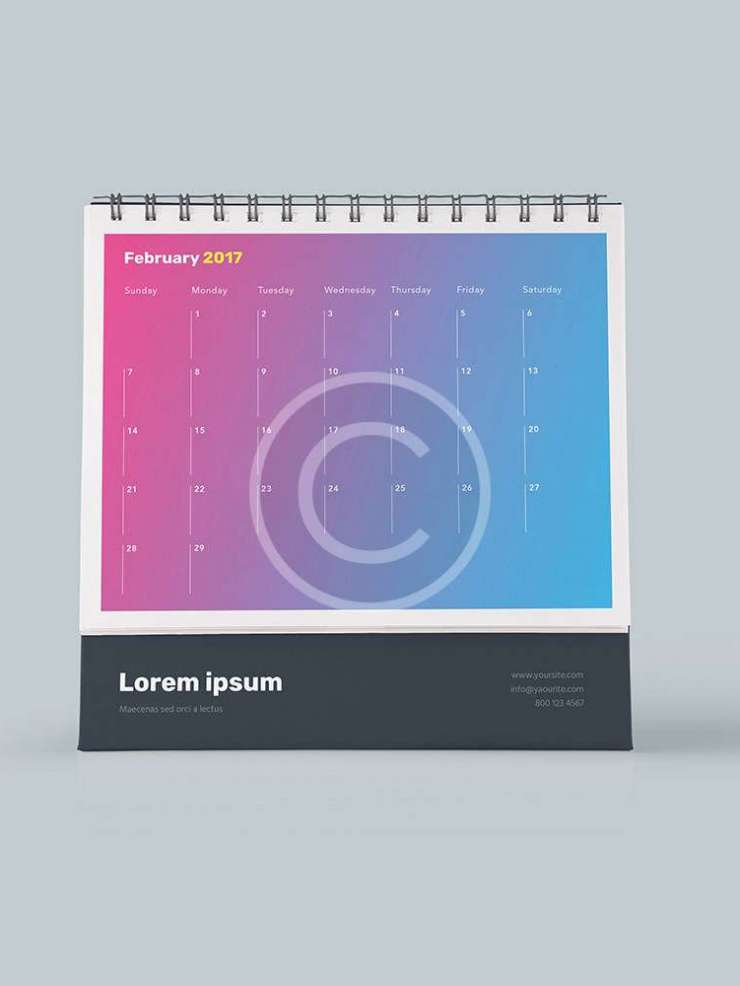 February 2017
Sunday Monday Tuesday Wednesday Thursday Friday Saturday
1 2 3 4 5 6
7 8 9 10 11 12 13
14 15 16 17 18 19 20
21 22 23 24 25 26 27
28 29
©
Lorem ipsum
Maecenas sed orci a lectus
www.yoursite.com
info@yaoursite.com
800 123 4567